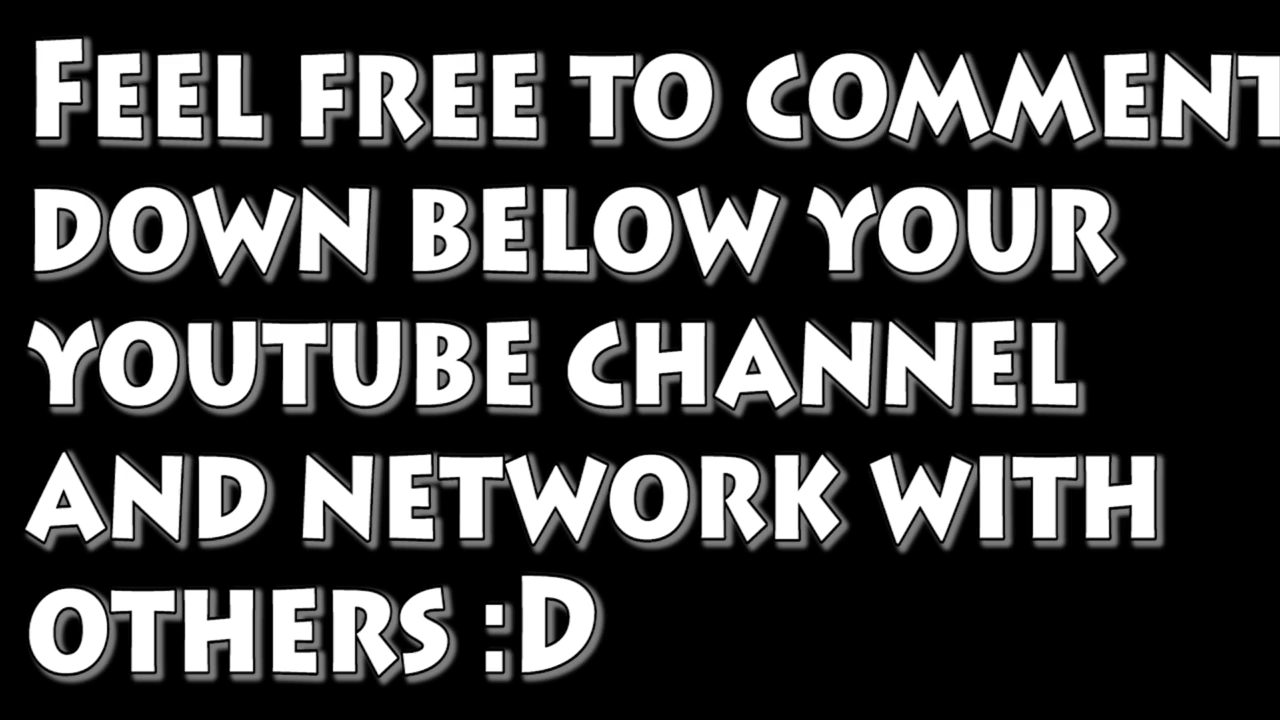 Feel free to comment
down below your
youtube channel
and network with
others :D